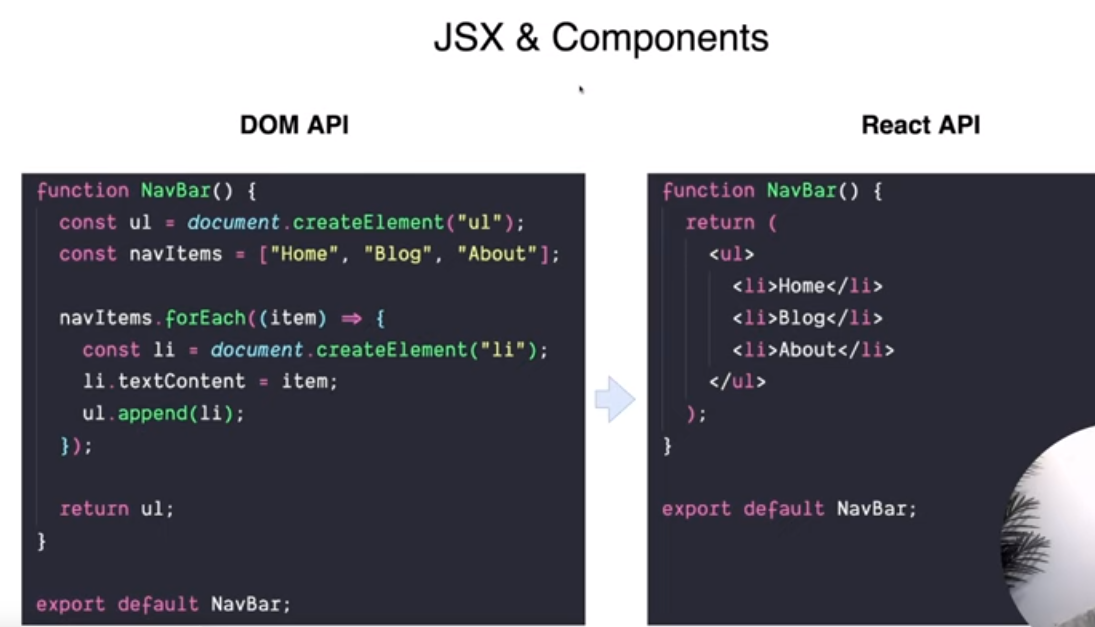 JSX & Components
DOM API
function NavBar() {
  const ul = document.createElement("ul");
  const navItems = ["Home", "Blog", "About"];

  navItems.forEach((item) => {
    const li = document.createElement("li");
    li.textContent = item;
    ul.append(li);
  });

  return ul;
}

export default NavBar;
React API
function NavBar() {
  return (
    <ul>
      <li>Home</li>
      <li>Blog</li>
      <li>About</li>
    </ul>
  );
}

export default NavBar;